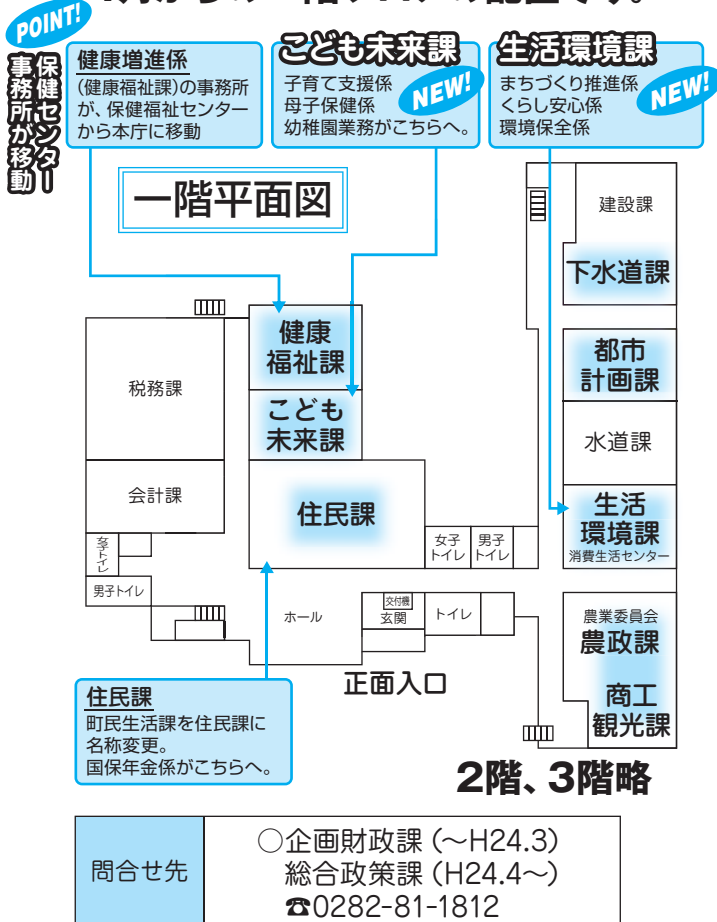 POINT!
保健センター
事務所が移動
健康増進係
(健康福祉課)の事務所
が、保健福祉センター
から本庁に移動
こども未来課
子育て支援係
母子保健係
幼稚園業務がこちらへ。
NEW!
生活環境課
まちづくり推進係
くらし安心係
環境保全係
NEW!
一階平面図
建設課
下水道課
健康
福祉課
都市
計画課
税務課
こども
未来課
水道課
会計課
住民課
生活
環境課
消費生活センター
女子トイレ
女子
トイレ
男子
トイレ
男子トイレ
ホール
交付機
玄関
トイレ
農業委員会
農政課
商工
観光課
正面入口
住民課
町民生活課を住民課に
名称変更。
国保年金係がこちらへ。
2階、3階略
問合せ先
○企画財政課(〜H24.3)
総合政策課(H24.4〜)
☎0282-81-1812